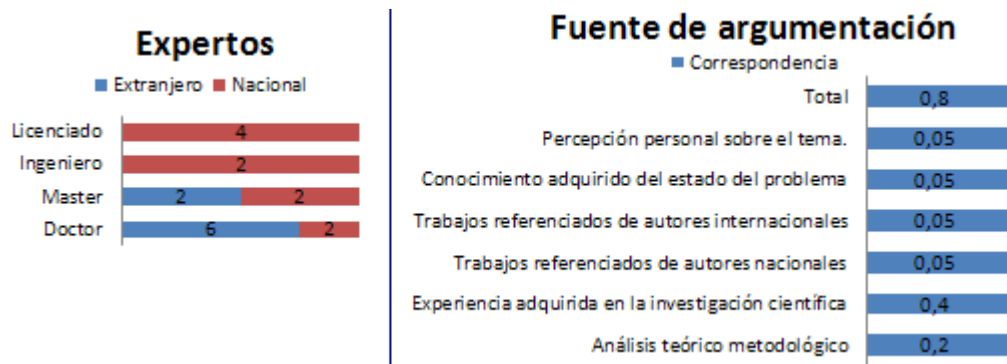 Expertos
Extranjero Nacional
Licenciado 4
Ingeniero 2
Master 2 2
Doctor 6 2
Fuente de argumentación
Correspondencia
Total 0,8
Percepción personal sobre el tema. 0,05
Conocimiento adquirido del estado del problema 0,05
Trabajos referenciados de autores internacionales 0,05
Trabajos referenciados de autores nacionales 0,05
Experiencia adquirida en la investigación científica 0,4
Análisis teórico metodológico 0,2